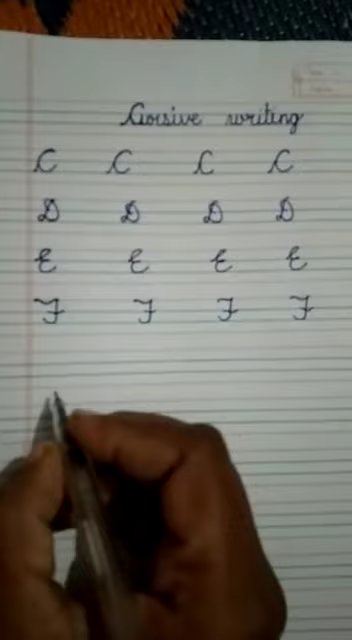 Cursive writing
C C C C
D D D D
E E E E
F F F F